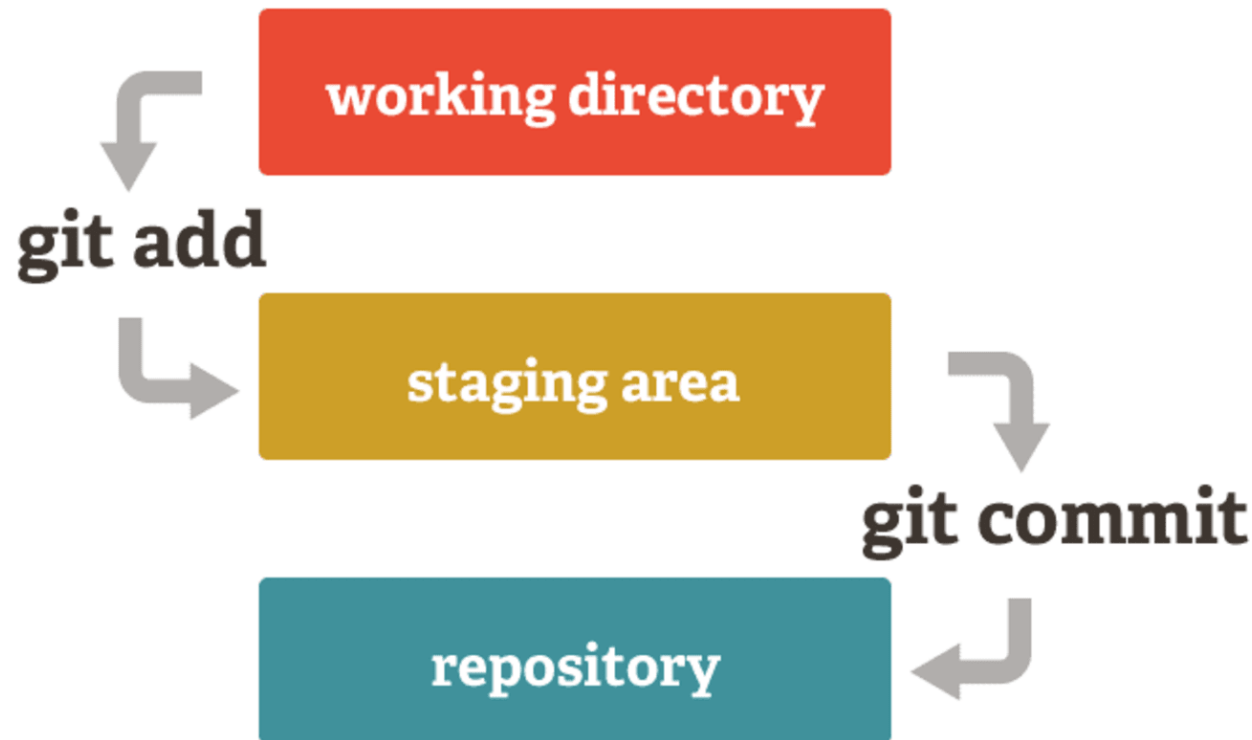 working directory
git add
staging area
git commit
repository